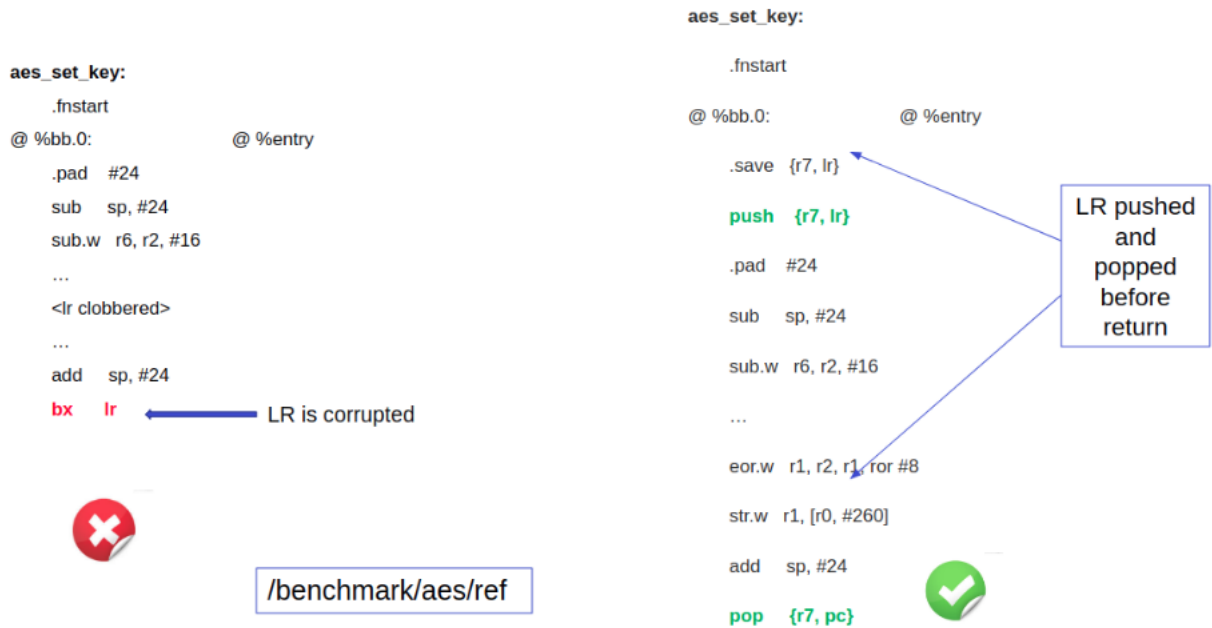 aes_set_key:
.fnstart
@ %bb.0: @ %entry
.pad #24
sub sp, #24
sub.w r6, r2, #16
…
<lr clobbered>
…
add sp, #24
bx lr
LR is corrupted
/benchmark/aes/ref
aes_set_key:
.fnstart
@ %bb.0: @ %entry
.save {r7, lr}
push {r7, lr}
.pad #24
sub sp, #24
sub.w r6, r2, #16
…
eor.w r1, r2, r1, ror #8
str.w r1, [r0, #260]
add sp, #24
pop {r7, pc}
LR pushed
and
popped
before
return